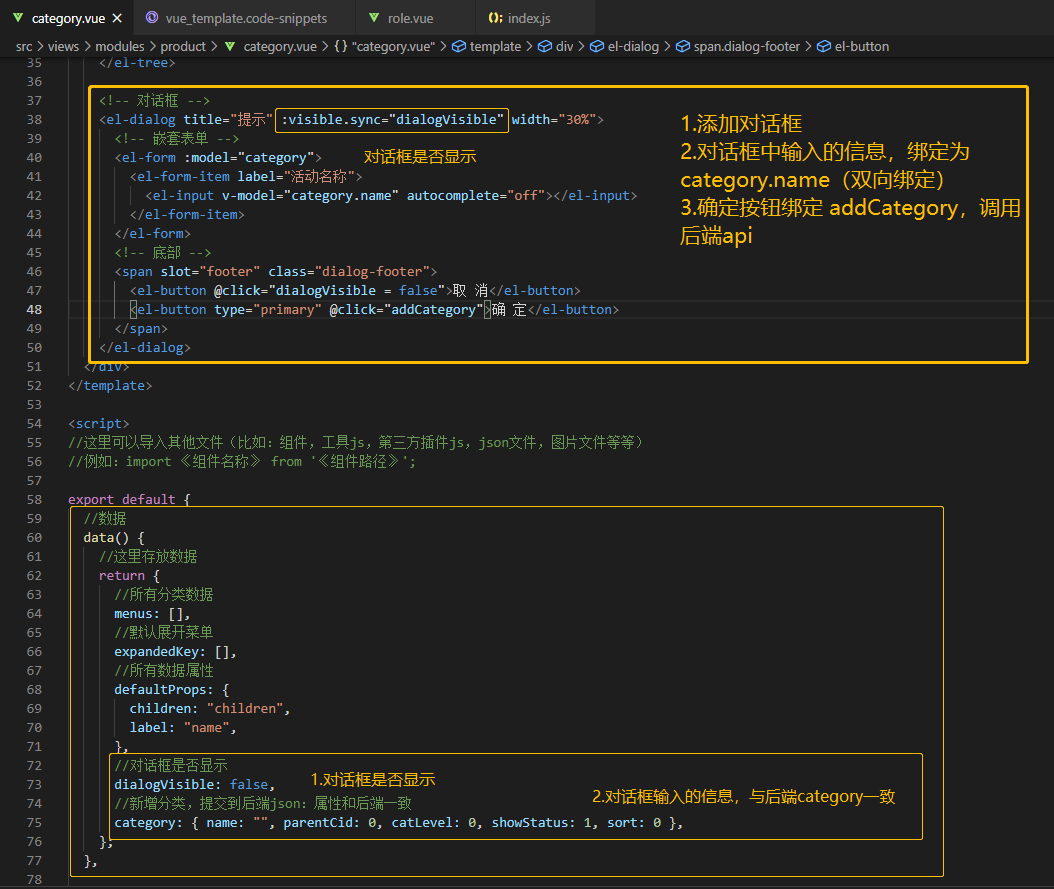 category.vue ✕ vue_template.code-snippets role.vue index.js
src > views > modules > product > category.vue > {} "category.vue" > template > div > el-dialog > span.dialog-footer > el-button
35 </el-tree>
36
37 <!-- 对话框 -->
38 <el-dialog title="提示" :visible.sync="dialogVisible" width="30%">
39 <!-- 嵌套表单 -->
40 <el-form :model="category">
对话框是否显示
41 <el-form-item label="活动名称">
42 <el-input v-model="category.name" autocomplete="off"></el-input>
43 </el-form-item>
44 </el-form>
45 <!-- 底部 -->
46 <span slot="footer" class="dialog-footer">
47 <el-button @click="dialogVisible = false">取 消</el-button>
48 <el-button type="primary" @click="addCategory">确 定</el-button>
49 </span>
50 </el-dialog>
1.添加对话框
2.对话框中输入的信息，绑定为
category.name（双向绑定）
3.确定按钮绑定 addCategory，调用
后端api
51 </div>
52 </template>
53
54 <script>
55 //这里可以导入其他文件（比如：组件，工具js，第三方插件js，json文件，图片文件等等）
56 //例如：import 《组件名称》 from '《组件路径》';
57
58 export default {
59 //数据
60 data() {
61 //这里存放数据
62 return {
63 //所有分类数据
64 menus: [],
65 //默认展开菜单
66 expandedKey: [],
67 //所有数据属性
68 defaultProps: {
69 children: "children",
70 label: "name",
71 },
72 //对话框是否显示
73 dialogVisible: false,
1.对话框是否显示
74 //新增分类，提交到后端json：属性和后端一致
2.对话框输入的信息，与后端category一致
75 category: { name: "", parentCid: 0, catLevel: 0, showStatus: 1, sort: 0 },
76 };
77 },
78